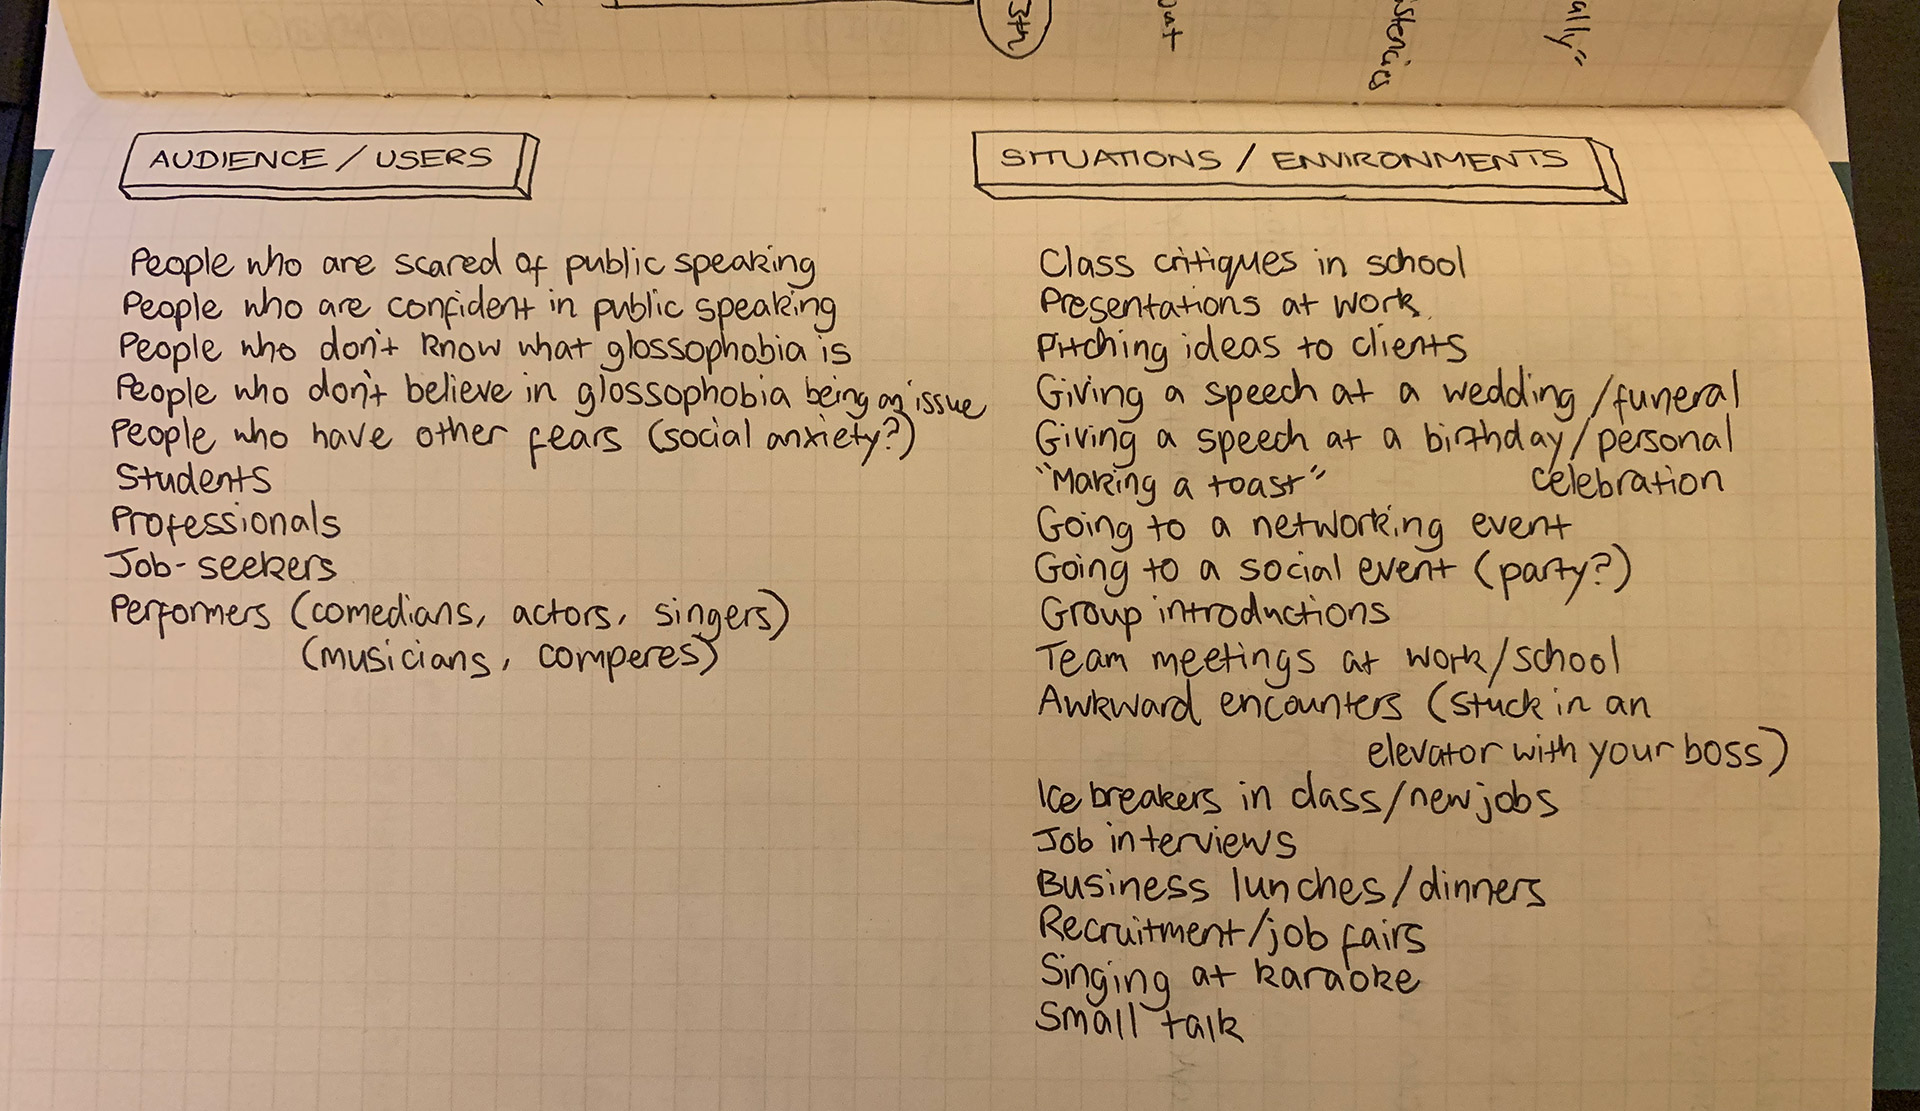 AUDIENCE / USERS
People who are scared of public speaking
People who are confident in public speaking
People who don't know what glossophobia is
People who don't believe in glossophobia being an issue
People who have other fears (social anxiety?)
Students
Professionals
Job-seekers
Performers (comedians, actors, singers)
(musicians, comperes)
SITUATIONS / ENVIRONMENTS
Class critiques in school
Presentations at work
Pitching ideas to clients
Giving a speech at a wedding/funeral
Giving a speech at a birthday/personal
celebration
"Making a toast"
Going to a networking event
Going to a social event (party?)
Group introductions
Team meetings at work/school
Awkward encounters (stuck in an
elevator with your boss)
Ice breakers in class/new jobs
Job interviews
Business lunches/dinners
Recruitment/job fairs
Singing at karaoke
Small talk